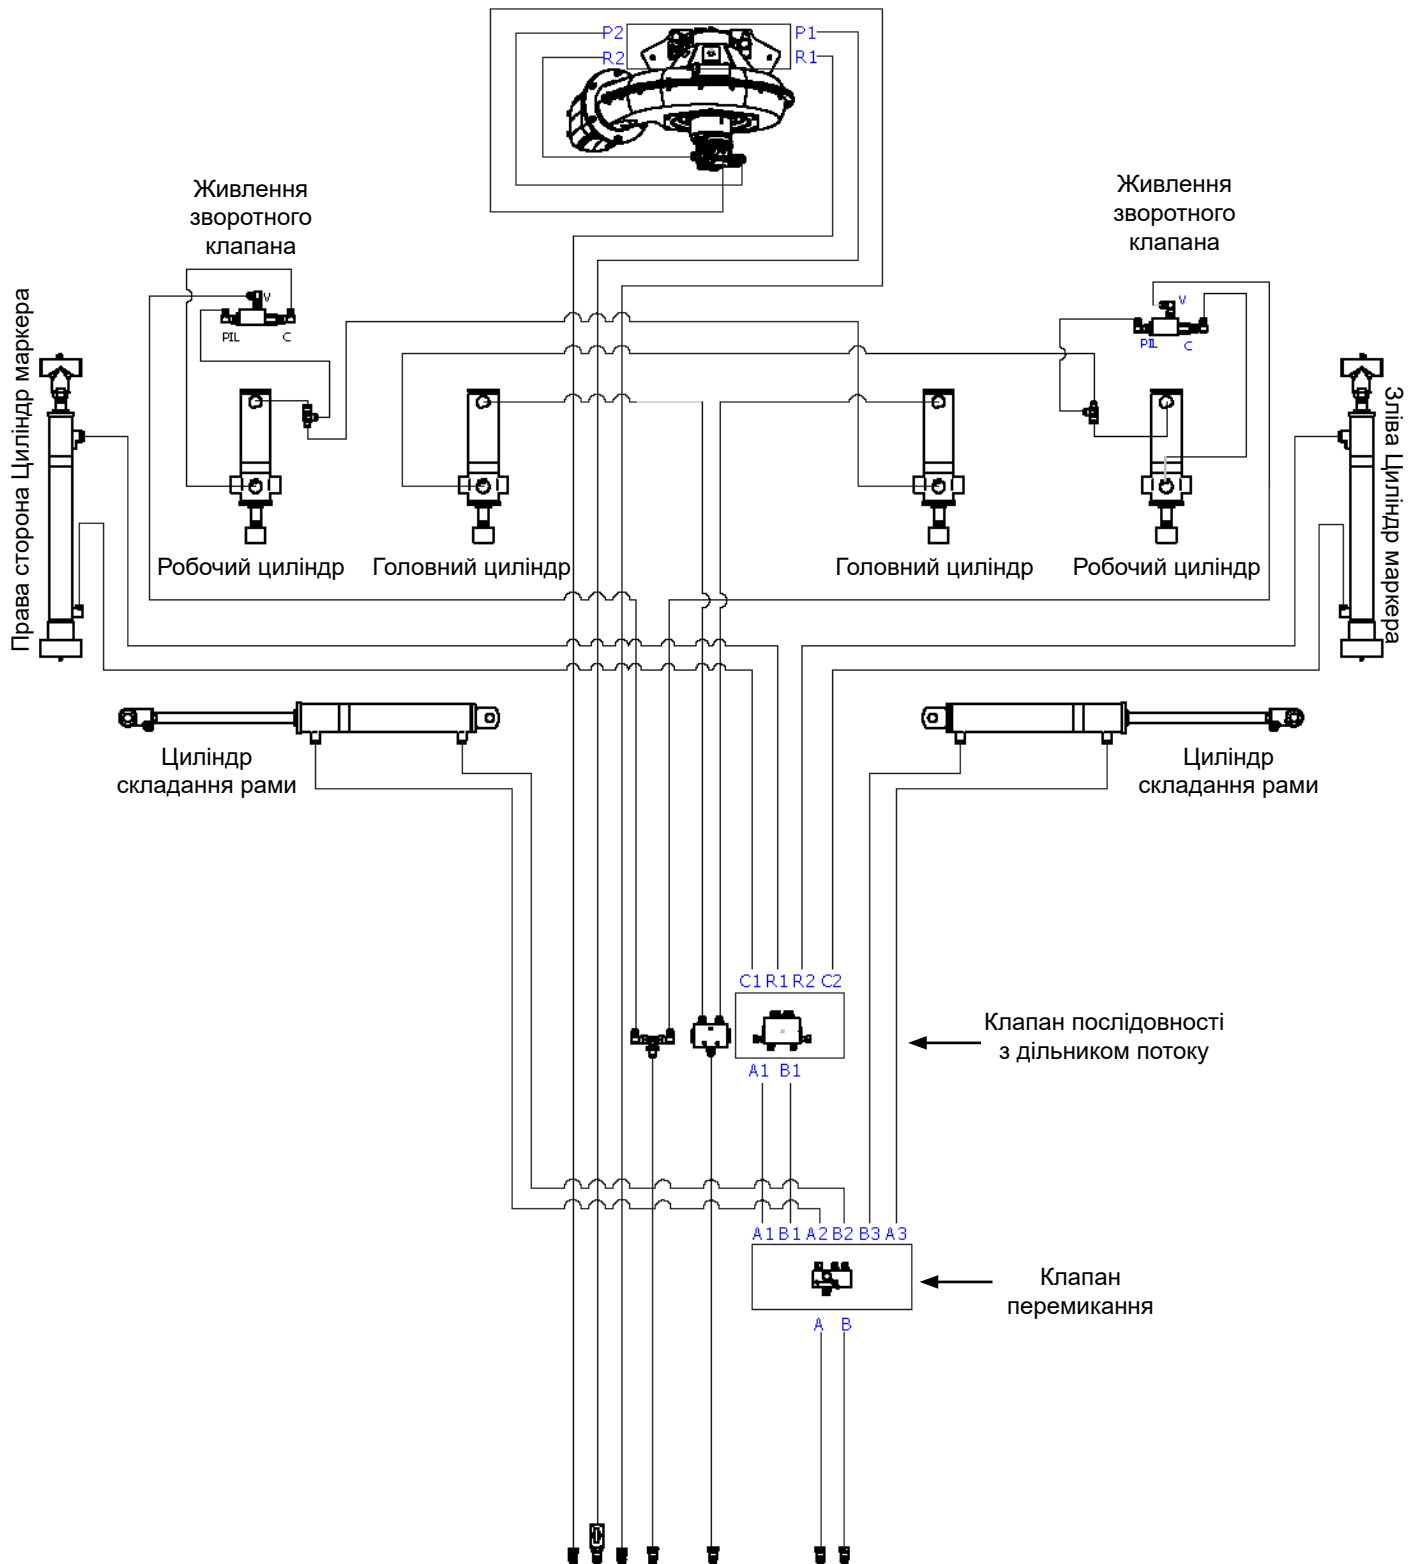 P2
P1
R2
R1
Живлення
зворотного
клапана
Живлення
зворотного
клапана
V
PIL
C
V
PIL
C
Права сторона Циліндр маркера
Зліва Циліндр маркера
Робочий циліндр
Головний циліндр
Головний циліндр
Робочий циліндр
Циліндр
складання рами
Циліндр
складання рами
C1 R1 R2 C2
A1 B1
Клапан послідовності
з дільником потоку
A1 B1 A2 B2 B3 A3
Клапан
перемикання
A B